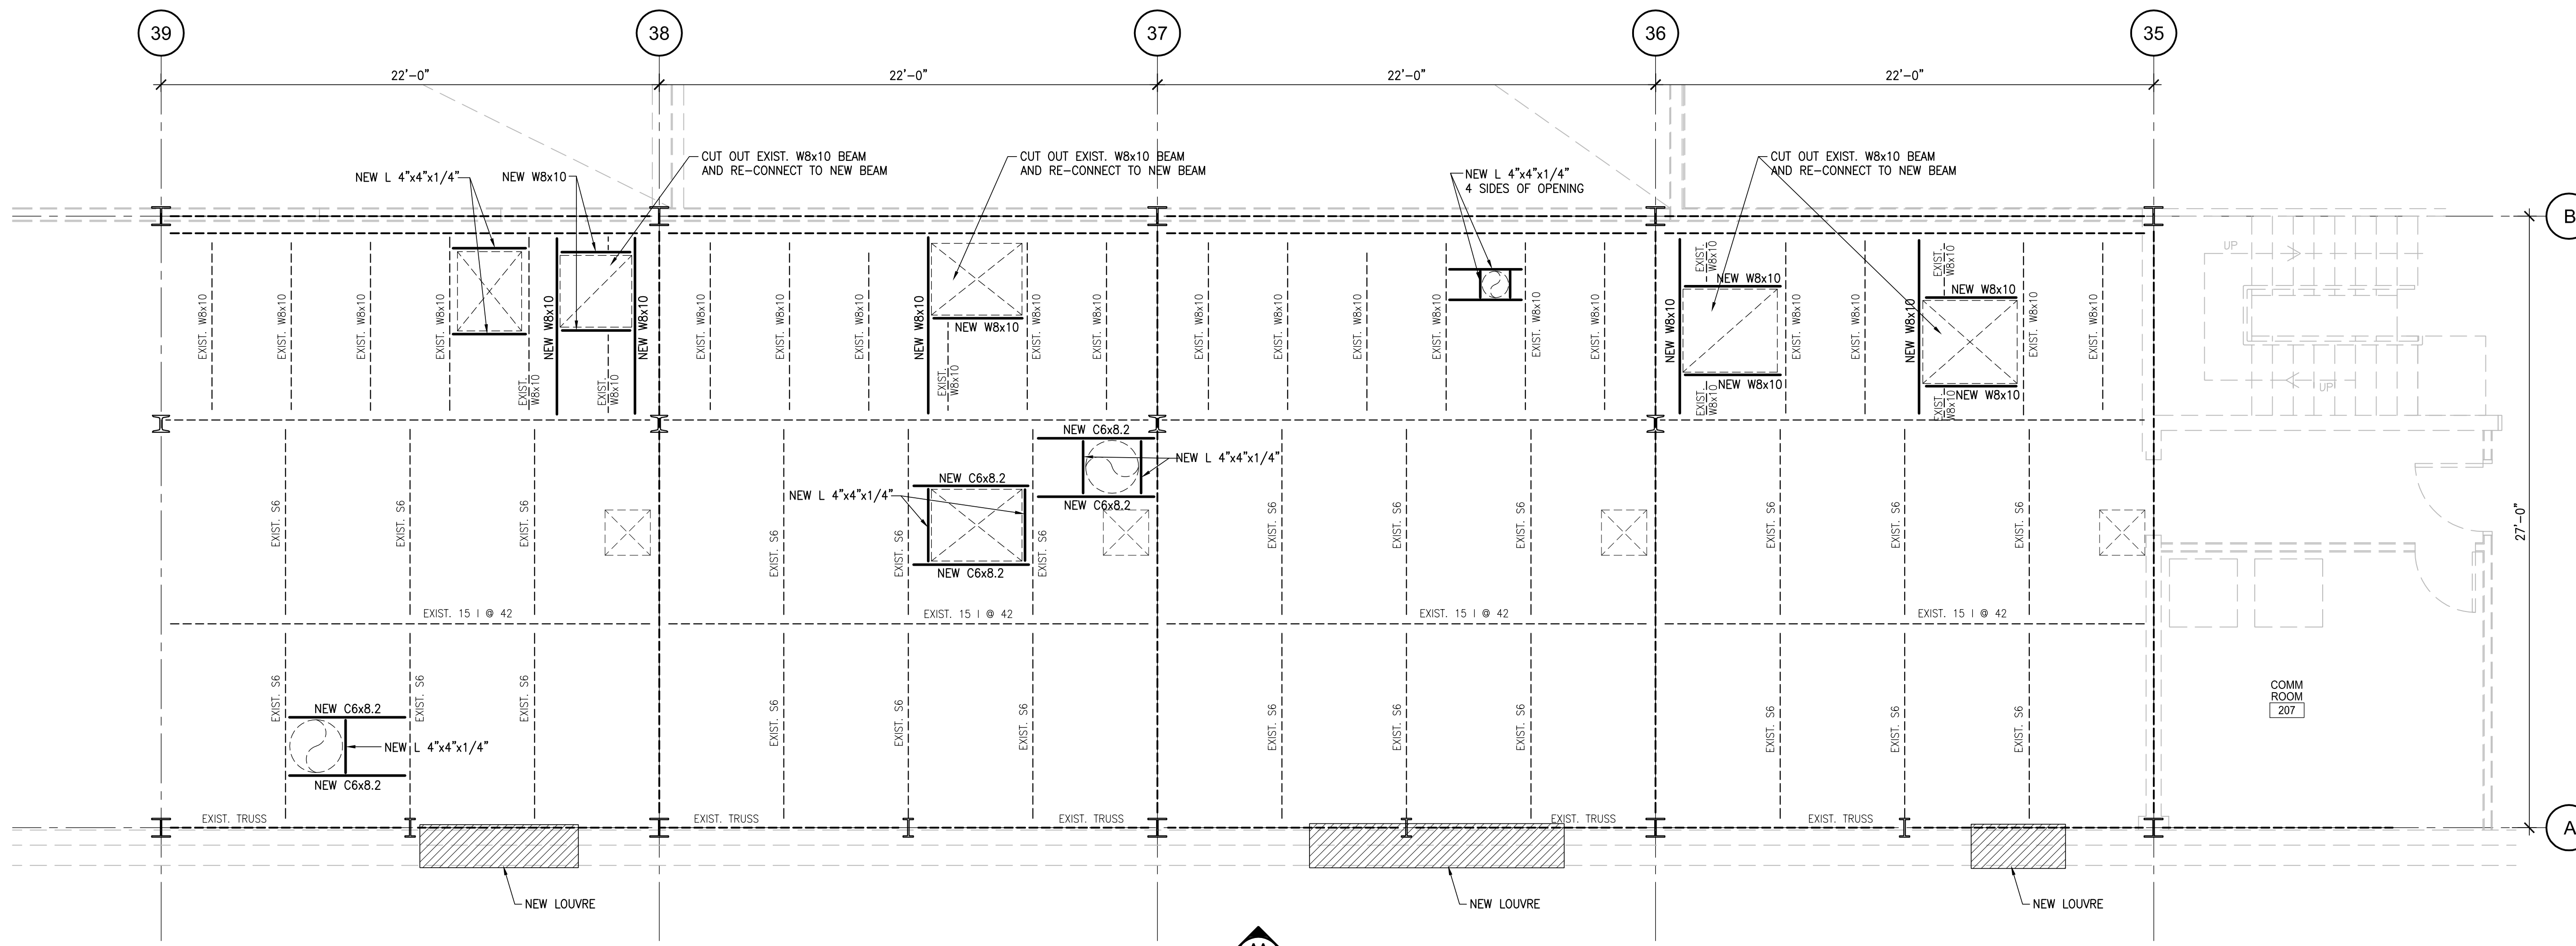 39
38
37
36
35
22'-0"
22'-0"
22'-0"
22'-0"
CUT OUT EXIST. W8x10 BEAM
AND RE-CONNECT TO NEW BEAM
NEW L 4"x4"x1/4"
NEW W8x10
CUT OUT EXIST. W8x10 BEAM
AND RE-CONNECT TO NEW BEAM
NEW L 4"x4"x1/4"
4 SIDES OF OPENING
CUT OUT EXIST. W8x10 BEAM
AND RE-CONNECT TO NEW BEAM
B
UP
UP
EXIST. W8x10
EXIST. W8x10
EXIST. W8x10
EXIST. W8x10
EXIST.
W8x10
NEW W8x10
EXIST.
W8x10
NEW W8x10
EXIST. W8x10
EXIST. W8x10
EXIST. W8x10
NEW W8x10
NEW W8x10
EXIST.
W8x10
EXIST. W8x10
EXIST. W8x10
EXIST. W8x10
EXIST. W8x10
EXIST. W8x10
EXIST. W8x10
EXIST. W8x10
EXIST. W8x10
NEW W8x10
EXIST.
W8x10
NEW W8x10
NEW W8x10
EXIST.
W8x10
EXIST. W8x10
EXIST. W8x10
NEW W8x10
EXIST.
W8x10
NEW W8x10
NEW W8x10
EXIST.
W8x10
EXIST. W8x10
EXIST. W8x10
NEW C6x8.2
NEW L 4"x4"x1/4"
NEW C6x8.2
NEW C6x8.2
NEW L 4"x4"x1/4"
NEW C6x8.2
EXIST. S6
EXIST. S6
EXIST. S6
EXIST. S6
EXIST. S6
EXIST. S6
EXIST. S6
EXIST. S6
EXIST. S6
EXIST. S6
EXIST. S6
EXIST. S6
27'-0"
EXIST. 15 I @ 42
EXIST. 15 I @ 42
EXIST. 15 I @ 42
EXIST. 15 I @ 42
EXIST. S6
EXIST. S6
EXIST. S6
EXIST. S6
EXIST. S6
EXIST. S6
EXIST. S6
EXIST. S6
EXIST. S6
EXIST. S6
EXIST. S6
EXIST. S6
NEW C6x8.2
NEW L 4"x4"x1/4"
NEW C6x8.2
COMM
ROOM
207
EXIST. TRUSS
EXIST. TRUSS
EXIST. TRUSS
EXIST. TRUSS
EXIST. TRUSS
A
NEW LOUVRE
NEW LOUVRE
NEW LOUVRE